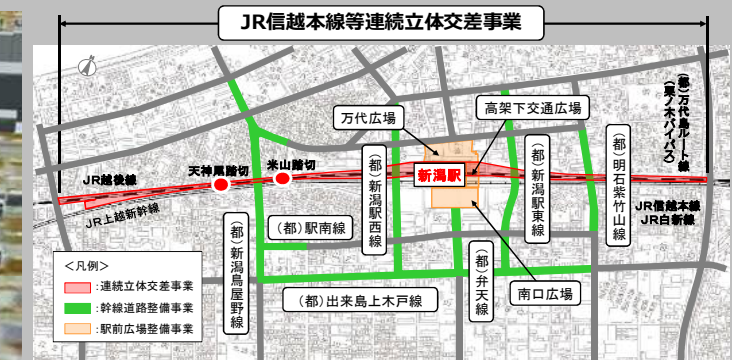 JR信越本線等連続立体交差事業
万代広場
高架下交通広場
(都)万代島ルート線
(栗ノ木バイパス)
JR越後線
天神尾踏切
米山踏切
新潟駅
(都)新潟駅西線
(都)新潟駅東線
(都)明石紫竹山線
JR上越新幹線
JR信越本線
JR白新線
(都)駅南線
(都)新潟鳥屋野線
(都)弁天線
南口広場
(都)出来島上木戸線
<凡例>
:連続立体交差事業
:幹線道路整備事業
:駅前広場整備事業